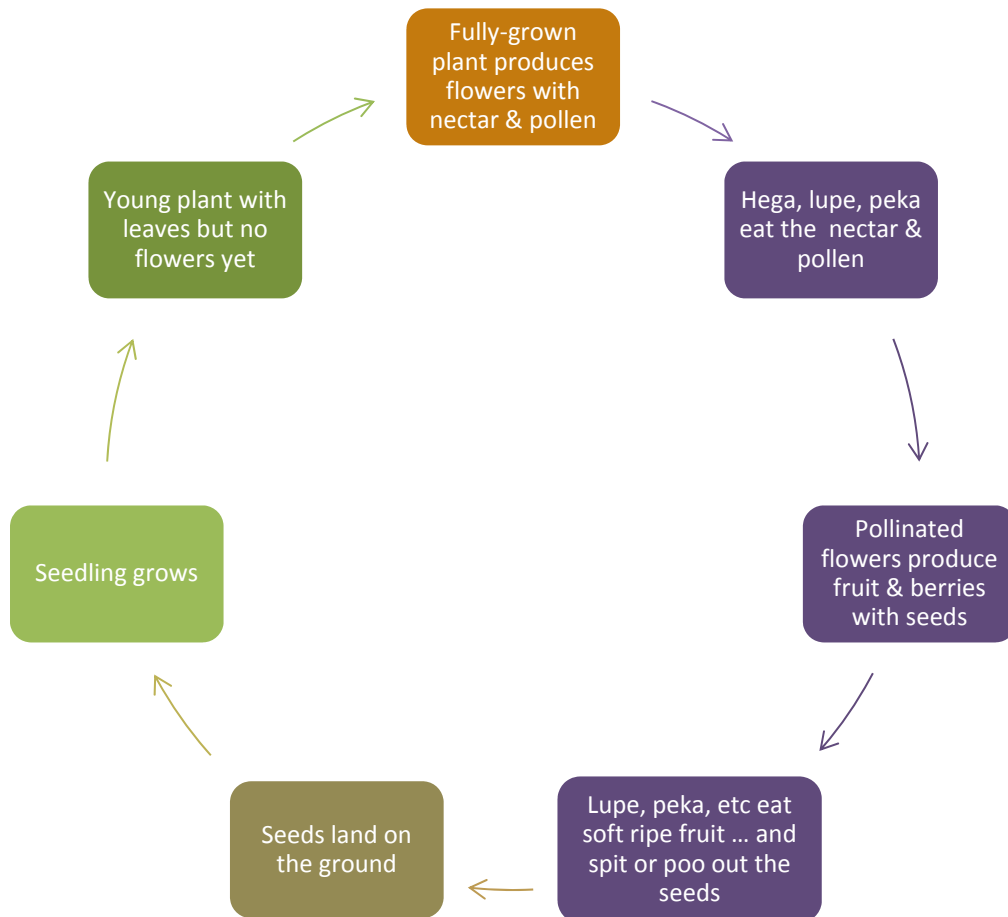 Fully-grown
plant produces
flowers with
nectar & pollen
Hega, lupe, peka
eat the nectar &
pollen
Pollinated
flowers produce
fruit & berries
with seeds
Lupe, peka, etc eat
soft ripe fruit … and
spit or poo out the
seeds
Seeds land on
the ground
Seedling grows
Young plant with
leaves but no
flowers yet